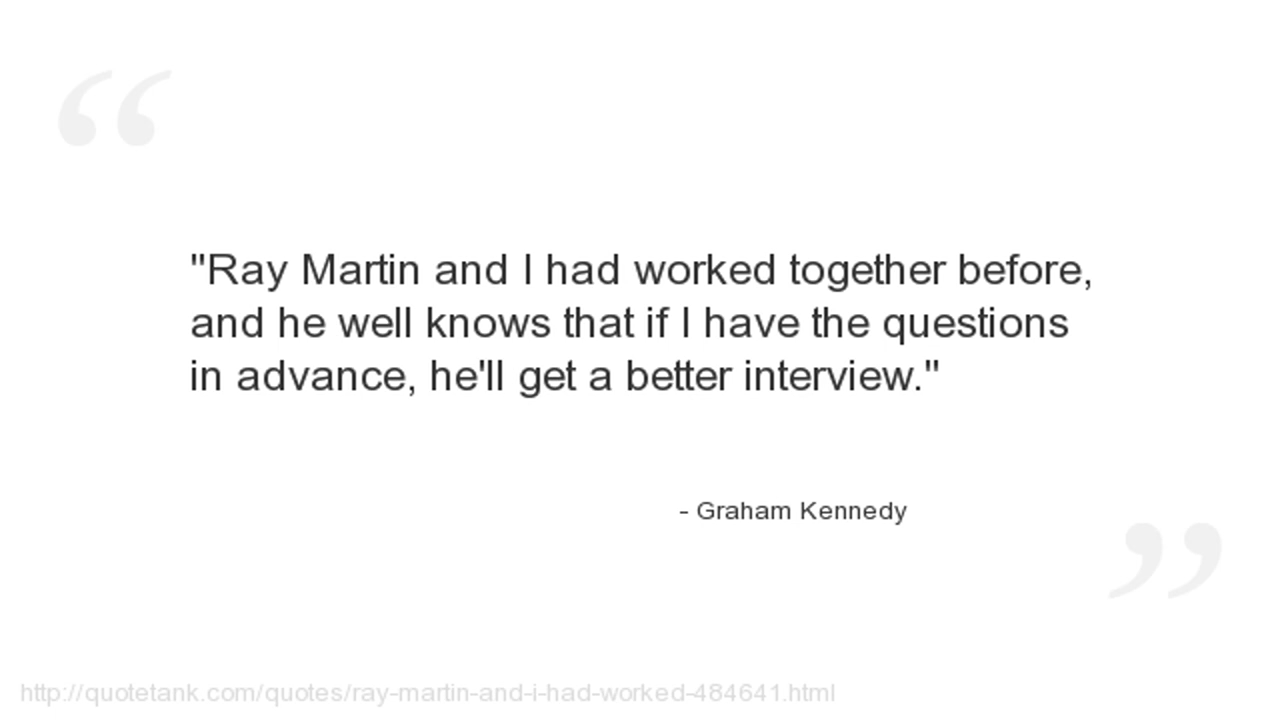 "Ray Martin and I had worked together before,
and he well knows that if I have the questions
in advance, he'll get a better interview."
- Graham Kennedy
http://quotetank.com/quotes/ray-martin-and-i-had-worked-484641.html